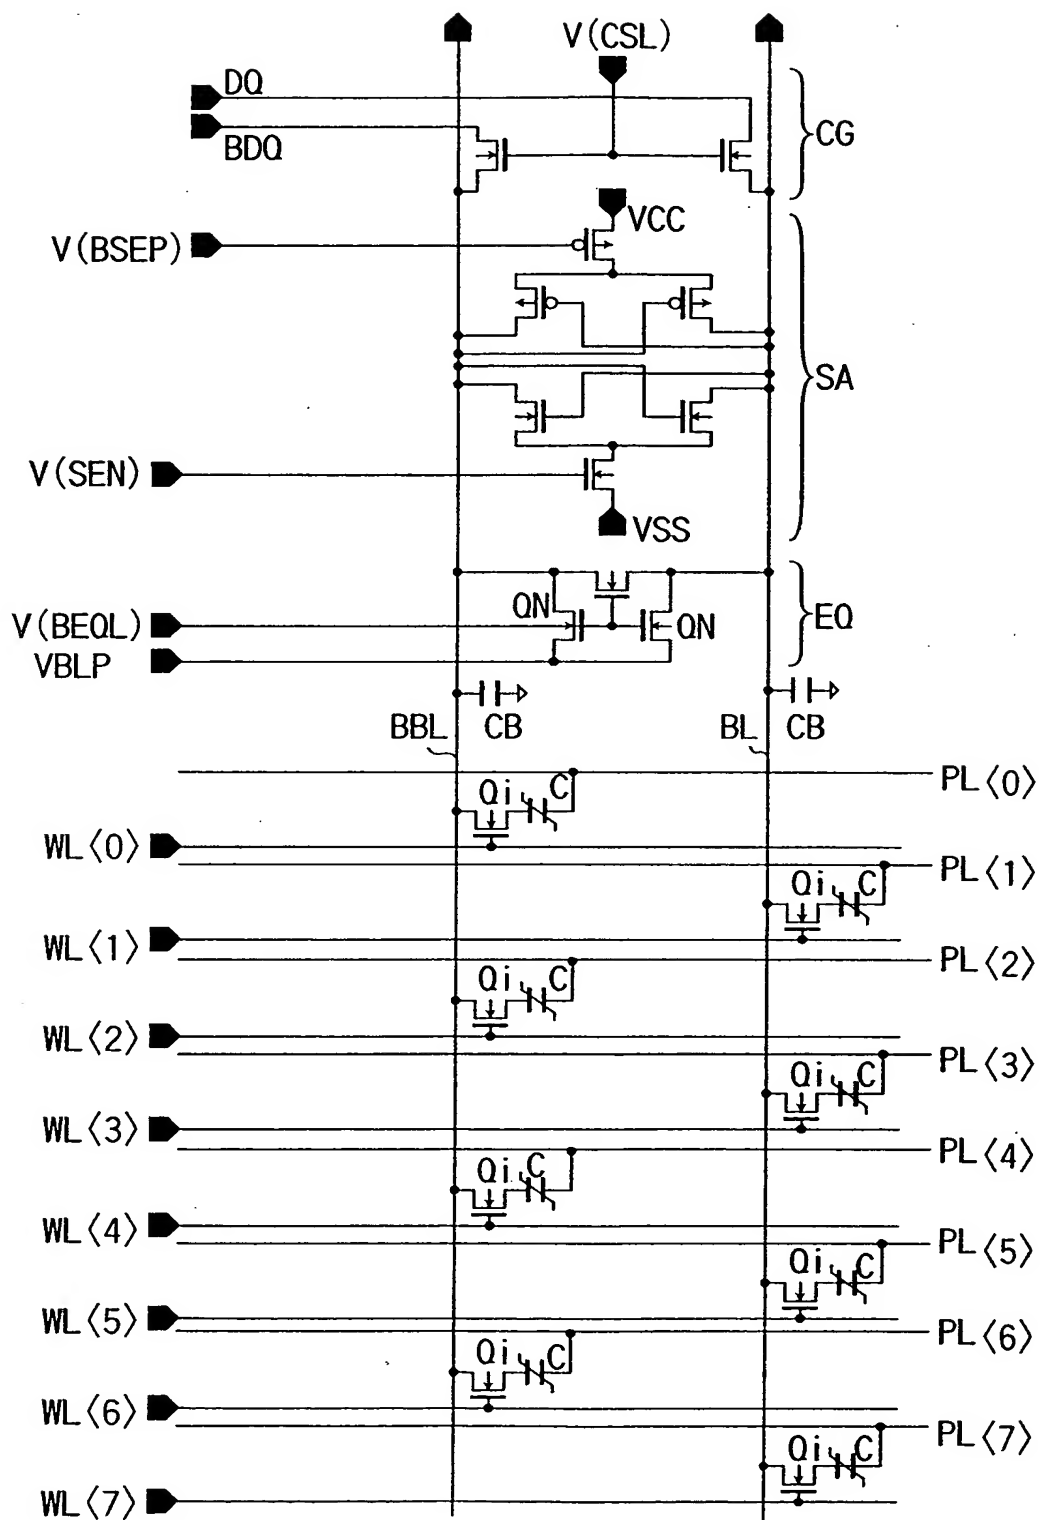 V(CSL)
DQ
BDQ
CG
VCC
V(BSEP)
SA
V(SEN)
VSS
QN
V(BEQL)
QN
EQ
VBLP
BBL
CB
BL
CB
PL〈0〉
Qi
C
WL〈0〉
PL〈1〉
Qi
C
WL〈1〉
PL〈2〉
Qi
C
WL〈2〉
PL〈3〉
Qi
C
WL〈3〉
PL〈4〉
Qi
C
WL〈4〉
PL〈5〉
Qi
C
WL〈5〉
PL〈6〉
Qi
C
WL〈6〉
PL〈7〉
Qi
C
WL〈7〉